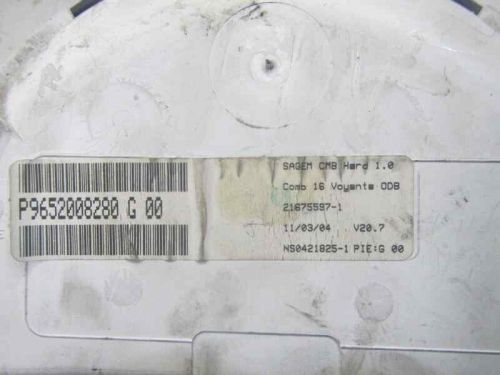 P9652008280 G 00
SAGEM CMB Hard 1.0
Comb 16 Voyants ODB
21675597-1
11/03/04 V20.7
NS0421825-1 PIE:G 00